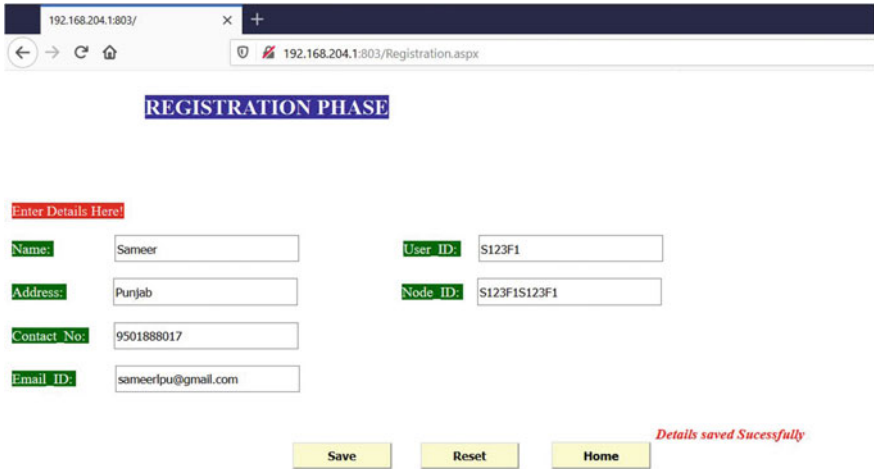 192.168.204.1:803/
192.168.204.1:803/Registration.aspx
REGISTRATION PHASE
Enter Details Here!
Name: Sameer User_ID: S123F1
Address: Punjab Node_ID: S123F1S123F1
Contact_No: 9501888017
Email_ID: sameerlpu@gmail.com
Details saved Sucessfully
Save Reset Home